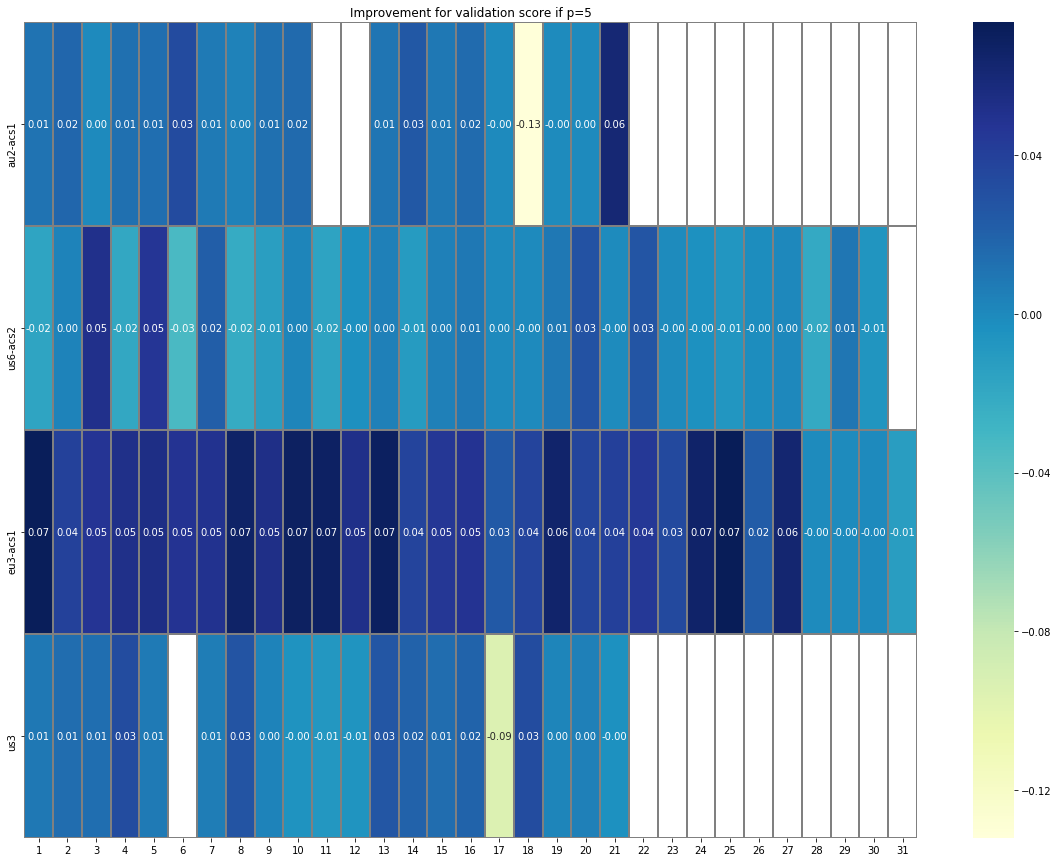 Improvement for validation score if p=5
au2-acs1
0.01 0.02 0.00 0.01 0.01 0.03 0.01 0.00 0.01 0.02 0.01 0.03 0.01 0.02 -0.00 -0.13 -0.00 0.00 0.06
us6-acs2
-0.02 0.00 0.05 -0.02 0.05 -0.03 0.02 -0.02 -0.01 0.00 -0.02 -0.00 0.00 -0.01 0.00 0.01 0.00 -0.00 0.01 0.03 -0.00 0.03 -0.00 -0.00 -0.01 -0.00 0.00 -0.02 0.01 -0.01
eu3-acs1
0.07 0.04 0.05 0.05 0.05 0.05 0.05 0.07 0.05 0.07 0.07 0.05 0.07 0.04 0.05 0.05 0.03 0.04 0.06 0.04 0.04 0.04 0.03 0.07 0.07 0.02 0.06 -0.00 -0.00 -0.00 -0.01
us3
0.01 0.01 0.01 0.03 0.01 0.01 0.03 0.00 -0.00 -0.01 -0.01 0.03 0.02 0.01 0.02 -0.09 0.03 0.00 0.00 -0.00
1 2 3 4 5 6 7 8 9 10 11 12 13 14 15 16 17 18 19 20 21 22 23 24 25 26 27 28 29 30 31
0.04
0.00
-0.04
-0.08
-0.12